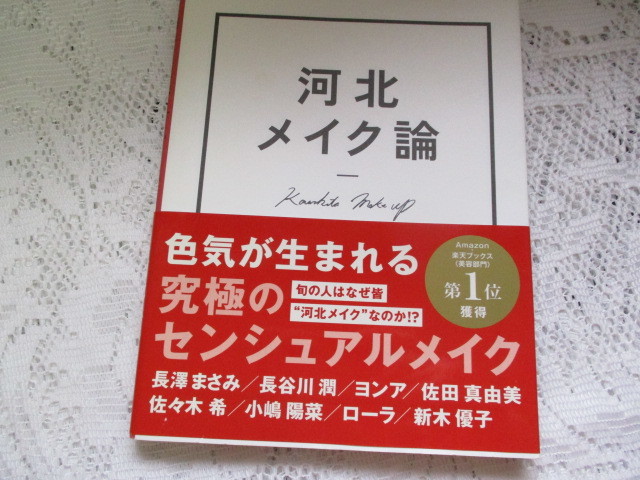 河北
メイク論
Kawakita Make up
色気が生まれる
究極の
旬の人はなぜ皆
“河北メイク”なのか!?
センシュアルメイク
Amazon
楽天ブックス
(美容部門)
第1位
獲得
長澤 まさみ/長谷川 潤/ヨンア/佐田 真由美
佐々木 希/小嶋 陽菜/ローラ/新木 優子